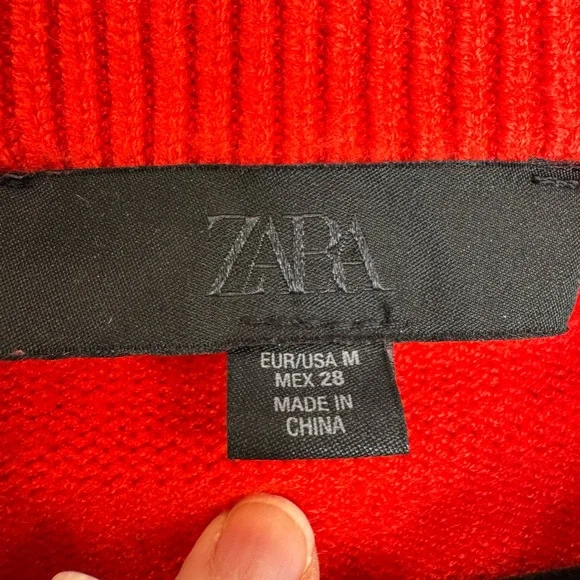 ZARA
EUR/USA M
MEX 28
MADE IN
CHINA